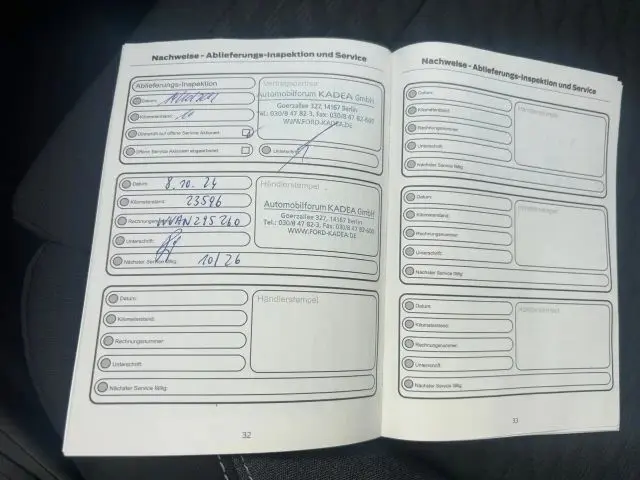 Nachweise - Ablieferungs-Inspektion und Service
Ablieferungs-Inspektion
Datum:
Kilometerstand: 10
Überprüft auf offene Service Aktionen:
Offene Service Aktionen eingearbeitet:
Vertragspartner
Automobilforum KADEA GmbH
Goerzallee 327, 14167 Berlin
Tel.: 030/8 47 82-3, Fax: 030/8 47 82-600
WWW.FORD-KADEA.DE
Unterschrift:
Datum: 8.10.24
Kilometerstand: 23596
Rechnungsnummer: WVAN295260
Unterschrift:
Nächster Service fällig: 10/26
Händlerstempel
Automobilforum KADEA GmbH
Goerzallee 327, 14167 Berlin
Tel.: 030/8 47 82-3, Fax: 030/8 47 82-600
WWW.FORD-KADEA.DE
Datum:
Kilometerstand:
Rechnungsnummer:
Unterschrift:
Nächster Service fällig:
Händlerstempel
32
Nachweise - Ablieferungs-Inspektion und Service
Datum:
Kilometerstand:
Rechnungsnummer:
Unterschrift:
Nächster Service fällig:
Händlerstempel
Datum:
Kilometerstand:
Rechnungsnummer:
Unterschrift:
Nächster Service fällig:
Händlerstempel
Datum:
Kilometerstand:
Rechnungsnummer:
Unterschrift:
Nächster Service fällig:
Händlerstempel
33